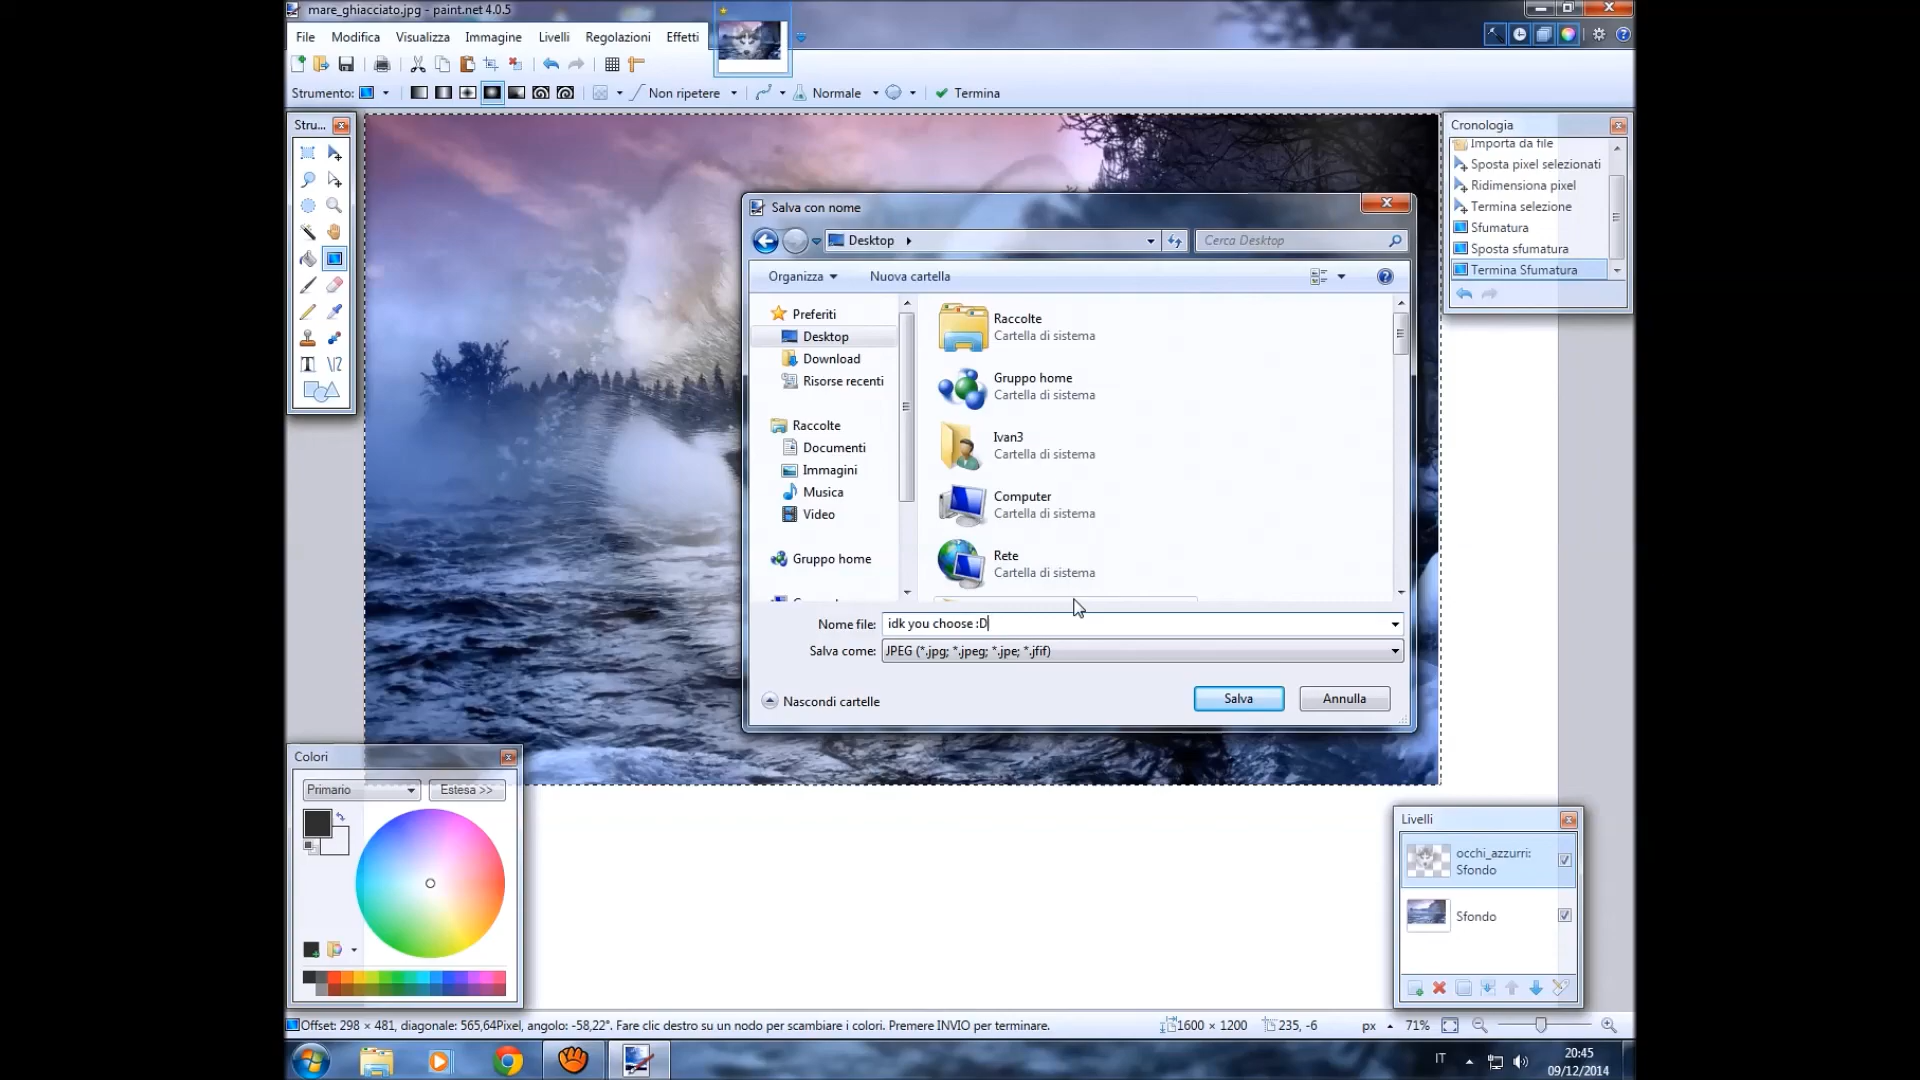 mare_ghiacciato.jpg - paint.net 4.0.5
File Modifica Visualizza Immagine Livelli Regolazioni Effetti
Strumento: Non ripetere Normale Termina
Stru...
Cronologia
Importa da file
Sposta pixel selezionati
Ridimensiona pixel
Termina selezione
Sfumatura
Sposta sfumatura
Termina Sfumatura
Salva con nome
Desktop
Cerca Desktop
Organizza Nuova cartella
Preferiti
Desktop
Download
Risorse recenti
Raccolte
Documenti
Immagini
Musica
Video
Gruppo home
Raccolte
Cartella di sistema
Gruppo home
Cartella di sistema
Ivan3
Cartella di sistema
Computer
Cartella di sistema
Rete
Cartella di sistema
Nome file: idk you choose :D
Salva come: JPEG (*.jpg; *.jpeg; *.jpe; *.jfif)
Nascondi cartelle Salva Annulla
Colori
Primario Estesa >>
Livelli
occhi_azzurri:
Sfondo
Sfondo
Offset: 298 × 481, diagonale: 565,64Pixel, angolo: -58,22°. Fare clic destro su un nodo per scambiare i colori. Premere INVIO per terminare. 1600 × 1200 235, -6 px 71%
IT 20:45
09/12/2014